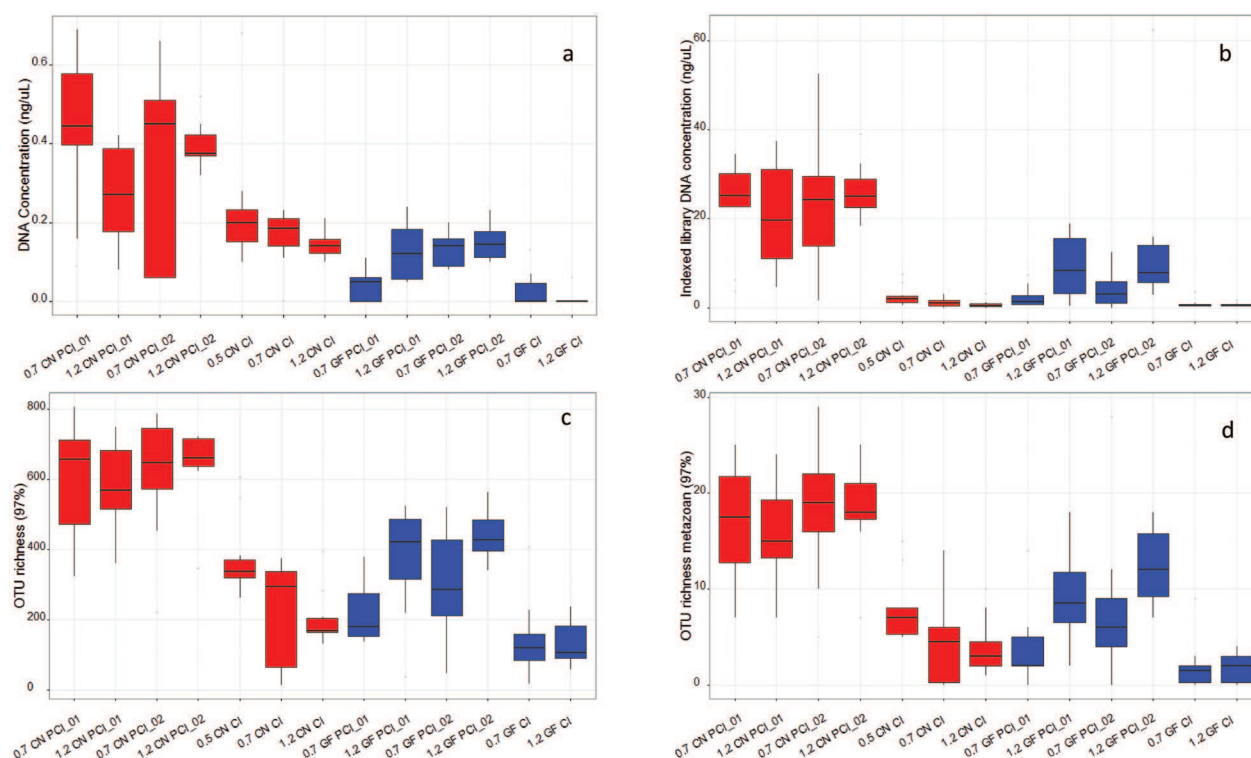 a
DNA Concentration (ng/uL)
0.6
0.4
0.2
0.0
0.7 CN PCI_01
1.2 CN PCI_01
0.7 CN PCI_02
1.2 CN PCI_02
0.5 CN CI
0.7 CN CI
1.2 CN CI
0.7 GF PCI_01
1.2 GF PCI_01
0.7 GF PCI_02
1.2 GF PCI_02
0.7 GF CI
1.2 GF CI
b
Indexed library DNA concentration (ng/uL)
60
40
20
0
0.7 CN PCI_01
1.2 CN PCI_01
0.7 CN PCI_02
1.2 CN PCI_02
0.5 CN CI
0.7 CN CI
1.2 CN CI
0.7 GF PCI_01
1.2 GF PCI_01
0.7 GF PCI_02
1.2 GF PCI_02
0.7 GF CI
1.2 GF CI
c
OTU richness (97%)
800
600
400
200
0
0.7 CN PCI_01
1.2 CN PCI_01
0.7 CN PCI_02
1.2 CN PCI_02
0.5 CN CI
0.7 CN CI
1.2 CN CI
0.7 GF PCI_01
1.2 GF PCI_01
0.7 GF PCI_02
1.2 GF PCI_02
0.7 GF CI
1.2 GF CI
d
OTU richness metazoan (97%)
30
20
10
0
0.7 CN PCI_01
1.2 CN PCI_01
0.7 CN PCI_02
1.2 CN PCI_02
0.5 CN CI
0.7 CN CI
1.2 CN CI
0.7 GF PCI_01
1.2 GF PCI_01
0.7 GF PCI_02
1.2 GF PCI_02
0.7 GF CI
1.2 GF CI